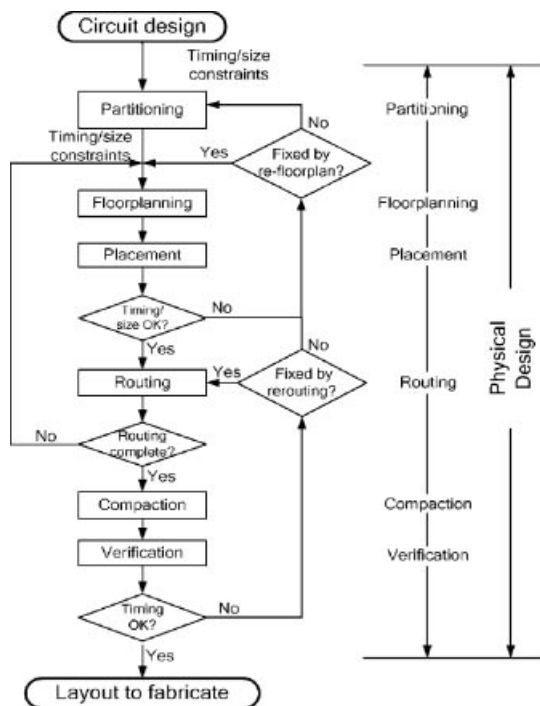 Circuit design
Timing/size
constraints
Partitioning
No
Timing/size
constraints
Yes
Fixed by
re-floorplan?
Floorplanning
Placement
Timing/
size OK?
No
Yes
No
Routing
Yes
Fixed by
rerouting?
No
Routing
complete?
Yes
Compaction
Verification
Timing
OK?
No
Yes
Layout to fabricate
Partitioning
Floorplanning
Placement
Routing
Compaction
Verification
Physical
Design